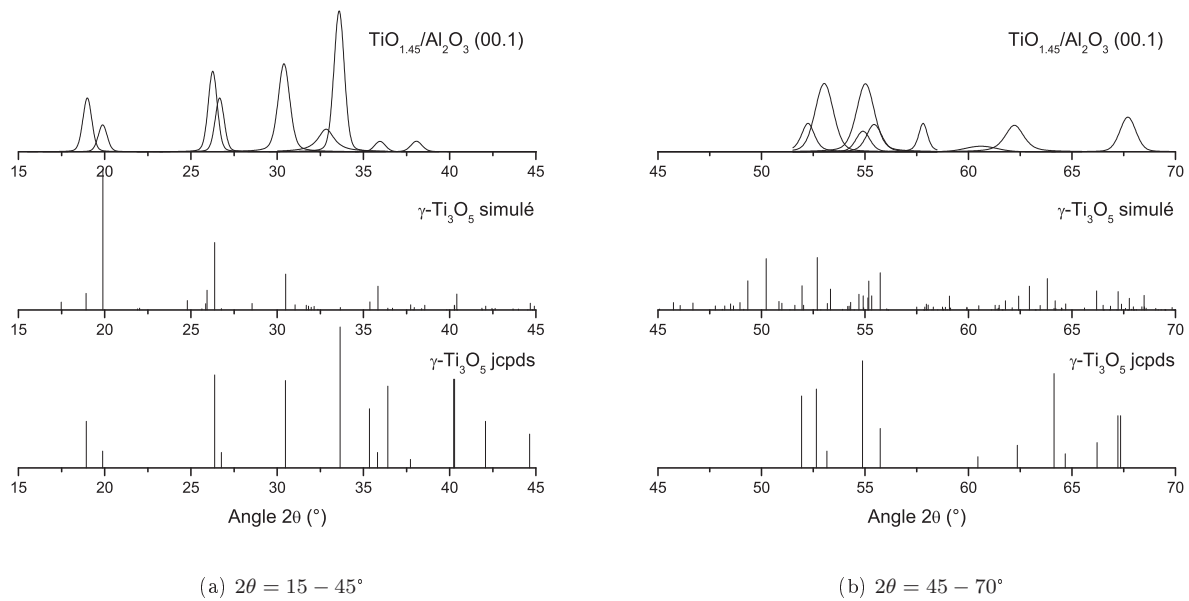 TiO1.45/Al2O3 (00.1)
15 20 25 30 35 40 45
γ-Ti3O5 simulé
15 20 25 30 35 40 45
γ-Ti3O5 jcpds
15 20 25 30 35 40 45
Angle 2θ (°)
(a) 2θ = 15 – 45°
TiO1.45/Al2O3 (00.1)
45 50 55 60 65 70
γ-Ti3O5 simulé
45 50 55 60 65 70
γ-Ti3O5 jcpds
45 50 55 60 65 70
Angle 2θ (°)
(b) 2θ = 45 – 70°